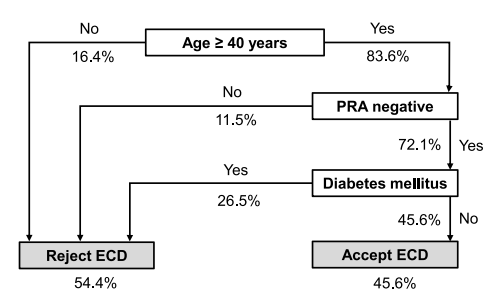 No
Age ≥ 40 years
Yes
16.4%
83.6%
No
PRA negative
11.5%
72.1%
Yes
Yes
Diabetes mellitus
26.5%
45.6%
No
Reject ECD
Accept ECD
54.4%
45.6%